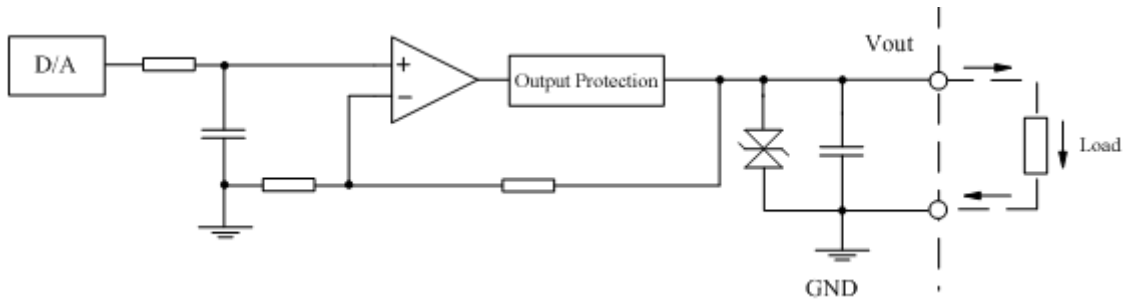 Vout
D/A
+
Output Protection
−
Load
GND